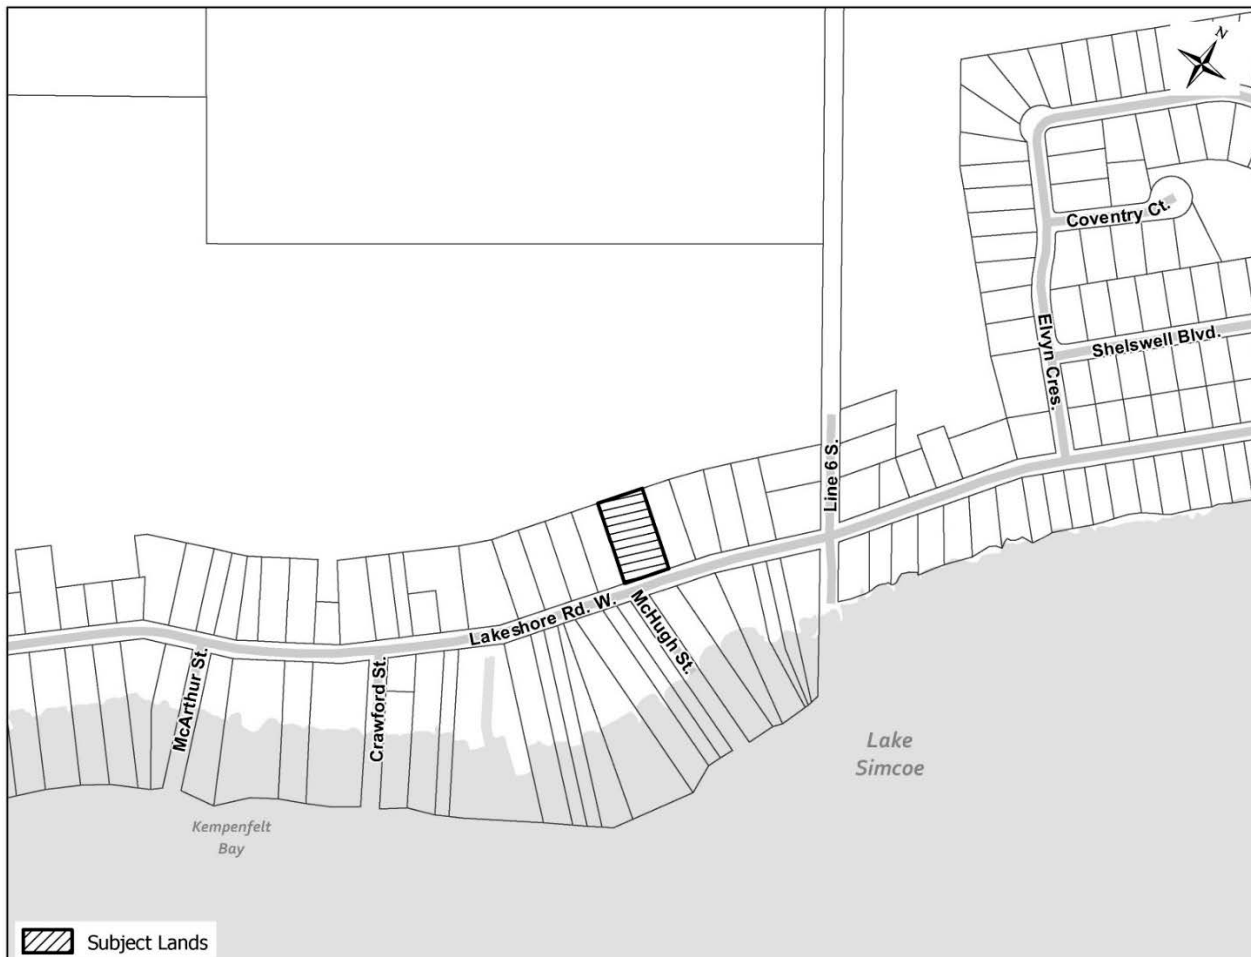 N
Coventry Ct.
Elvyn Cres.
Shelswell Blvd.
Line 6 S.
Lakeshore Rd. W.
McHugh St.
McArthur St.
Crawford St.
Lake
Simcoe
Kempenfelt
Bay
Subject Lands